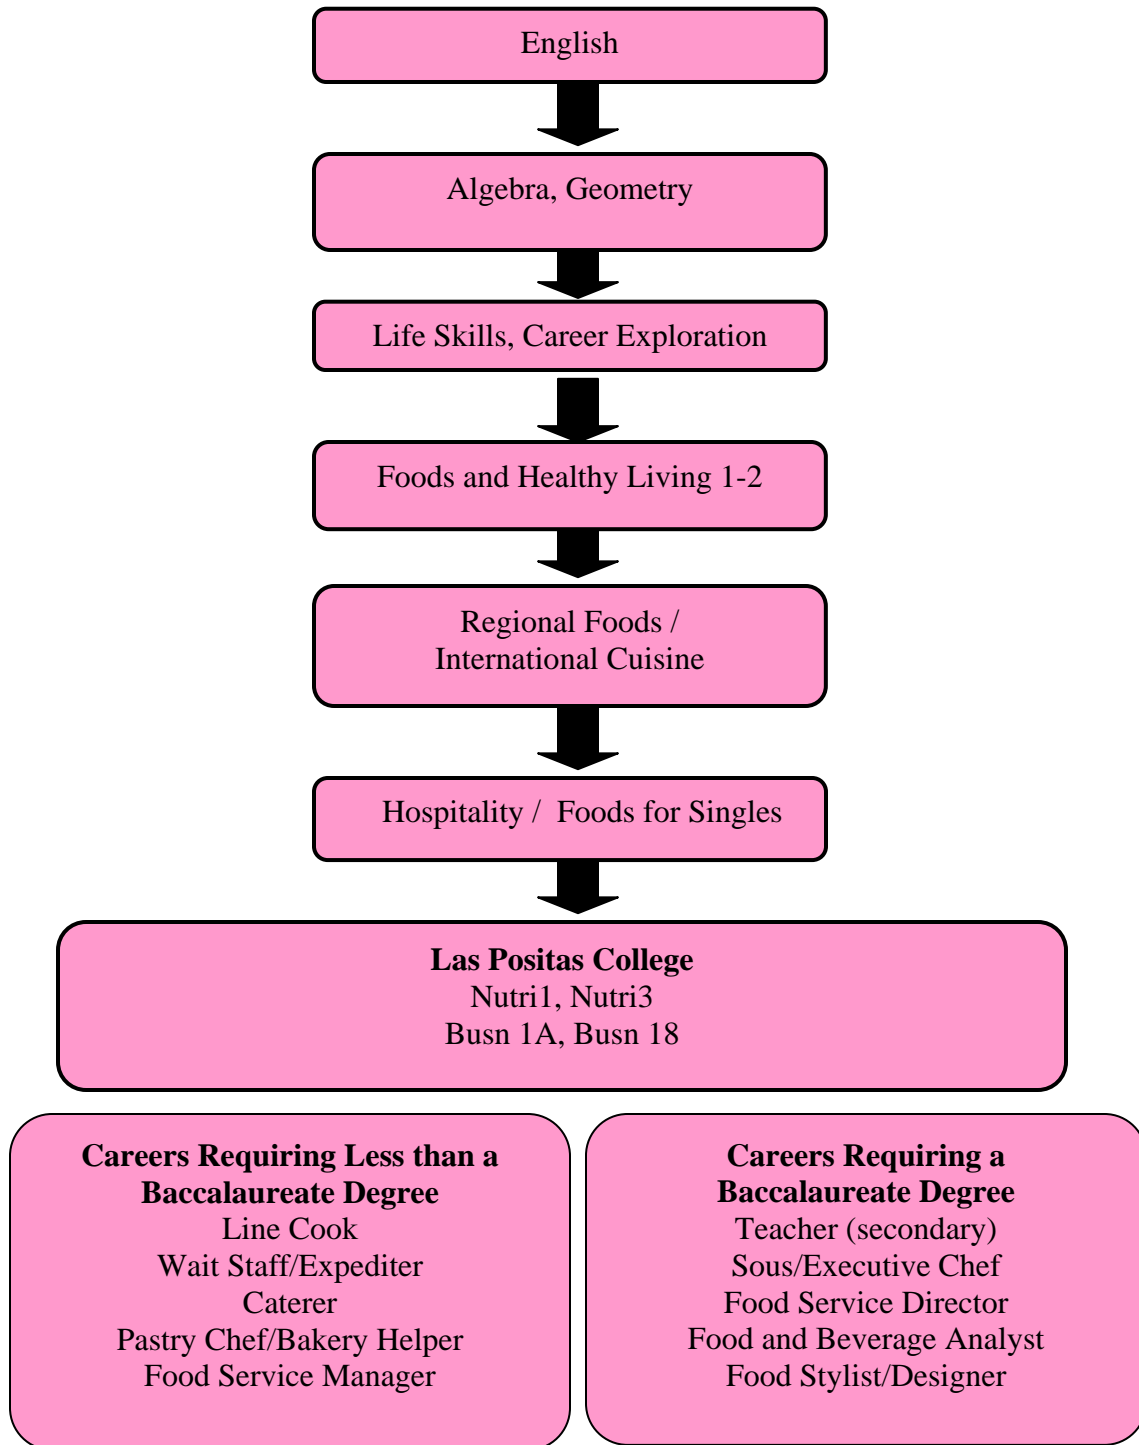 English
Algebra, Geometry
Life Skills, Career Exploration
Foods and Healthy Living 1-2
Regional Foods /
International Cuisine
Hospitality /  Foods for Singles
Las Positas College
Nutri1, Nutri3
Busn 1A, Busn 18
Careers Requiring Less than a
Baccalaureate Degree
Line Cook
Wait Staff/Expediter
Caterer
Pastry Chef/Bakery Helper
Food Service Manager
Careers Requiring a
Baccalaureate Degree
Teacher (secondary)
Sous/Executive Chef
Food Service Director
Food and Beverage Analyst
Food Stylist/Designer